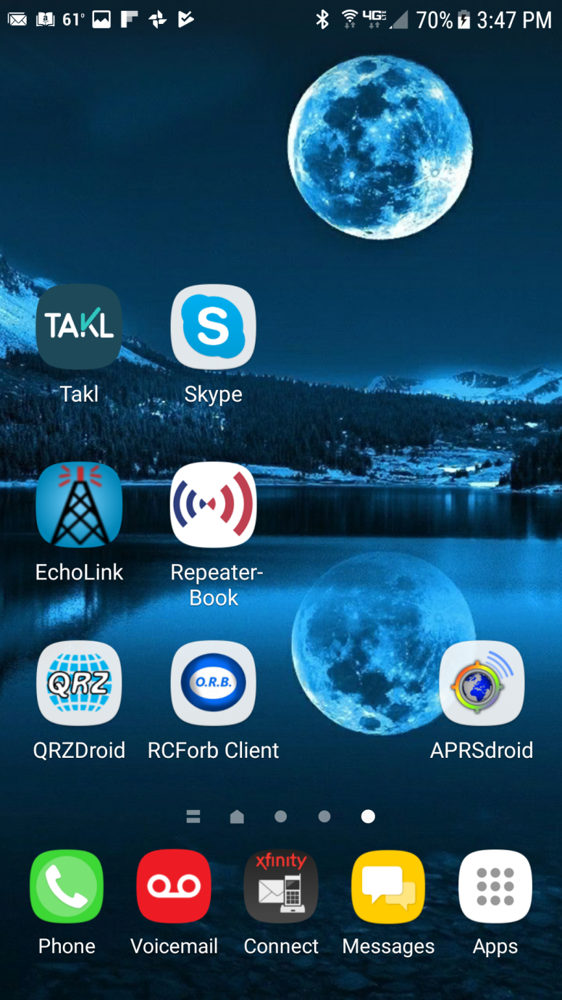 61° 4G LTE 70% 3:47 PM
TAKL
S
Takl Skype
EchoLink Repeater-
Book
QRZ O.R.B.
QRZDroid RCForb Client APRSdroid
xfinity
Phone Voicemail Connect Messages Apps